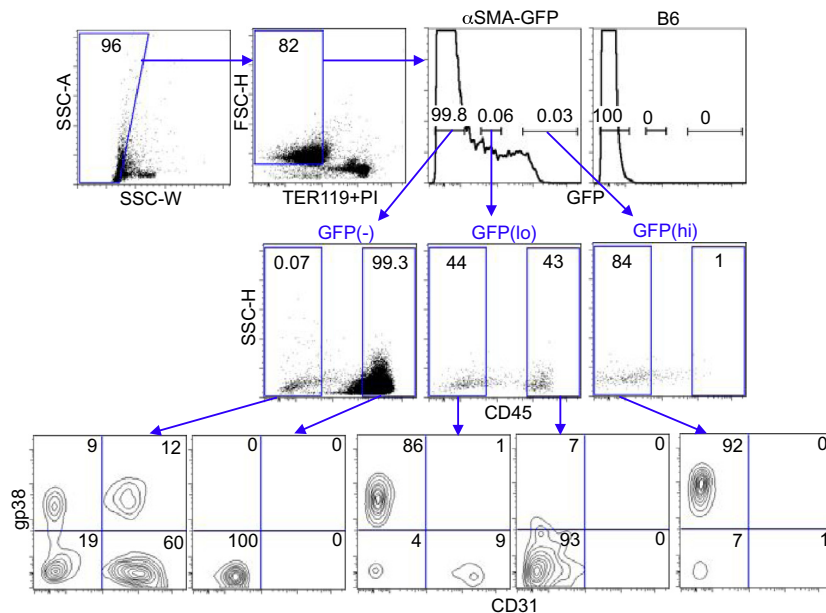 αSMA-GFP B6
96 82
99.8 0.06 0.03 100 0 0
SSC-A FSC-H
SSC-W TER119+PI GFP
GFP(-) GFP(lo) GFP(hi)
0.07 99.3 44 43 84 1
SSC-H
CD45
9 12 0 0 86 1 7 0 92 0
gp38
19 60 100 0 4 9 93 0 7 1
CD31